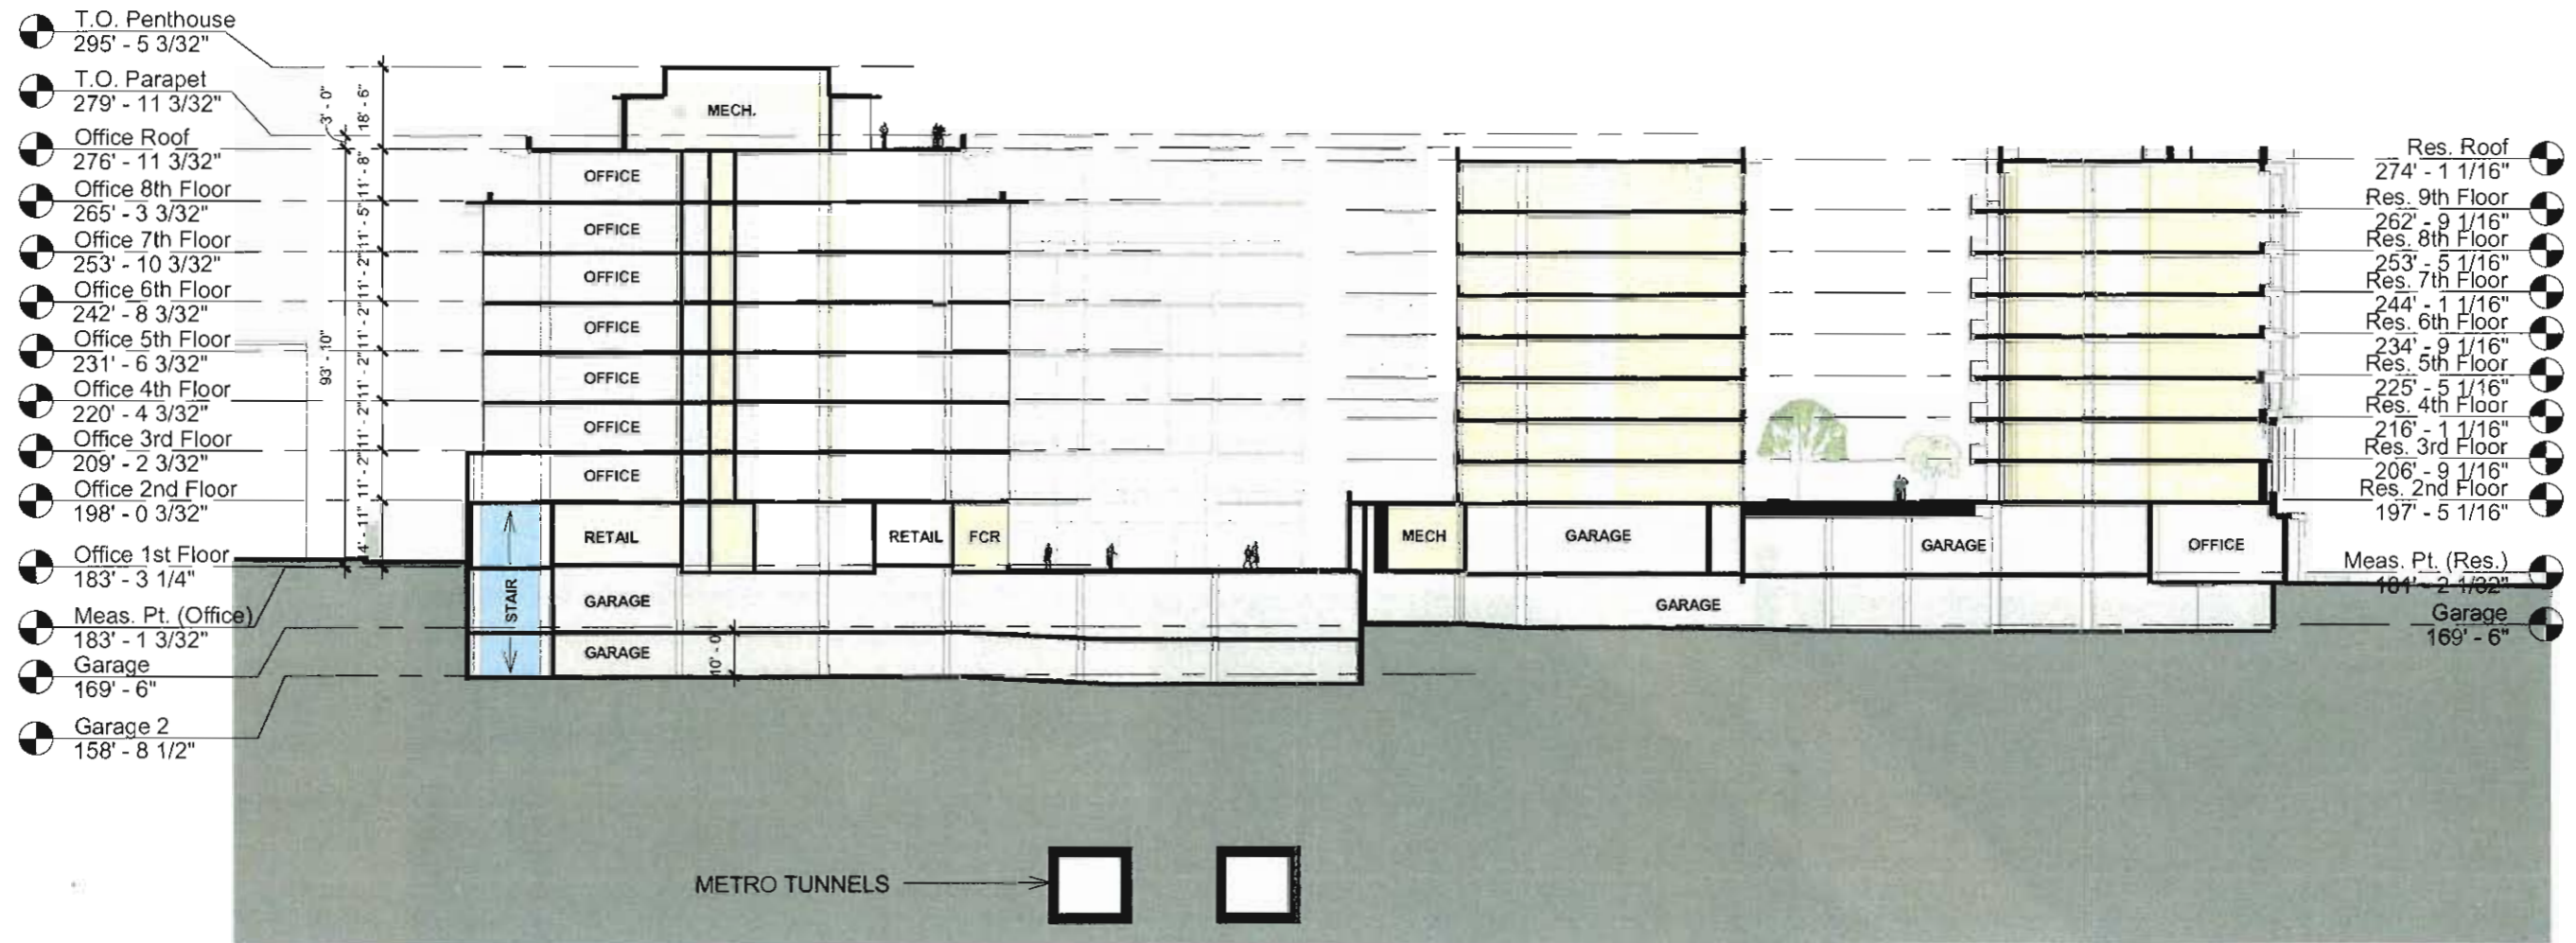 T.O. Penthouse
295' - 5 3/32"
T.O. Parapet
279' - 11 3/32"
Office Roof
276' - 11 3/32"
Office 8th Floor
265' - 3 3/32"
Office 7th Floor
253' - 10 3/32"
Office 6th Floor
242' - 8 3/32"
Office 5th Floor
231' - 6 3/32"
Office 4th Floor
220' - 4 3/32"
Office 3rd Floor
209' - 2 3/32"
Office 2nd Floor
198' - 0 3/32"
Office 1st Floor
183' - 3 1/4"
Meas. Pt. (Office)
183' - 1 3/32"
Garage
169' - 6"
Garage 2
158' - 8 1/2"
3' - 0"
18' - 6"
11' - 8"
11' - 5"
11' - 2"
11' - 2"
11' - 2"
11' - 2"
11' - 2"
11' - 2"
4' - 11"
93' - 10"
MECH.
OFFICE
OFFICE
OFFICE
OFFICE
OFFICE
OFFICE
OFFICE
RETAIL
RETAIL
FCR
STAIR
GARAGE
GARAGE
10' - 0
MECH
GARAGE
GARAGE
OFFICE
GARAGE
METRO TUNNELS
Res. Roof
274' - 1 1/16"
Res. 9th Floor
262' - 9 1/16"
Res. 8th Floor
253' - 5 1/16"
Res. 7th Floor
244' - 1 1/16"
Res. 6th Floor
234' - 9 1/16"
Res. 5th Floor
225' - 5 1/16"
Res. 4th Floor
216' - 1 1/16"
Res. 3rd Floor
206' - 9 1/16"
Res. 2nd Floor
197' - 5 1/16"
Meas. Pt. (Res.)
181' - 2 1/32"
Garage
169' - 6"